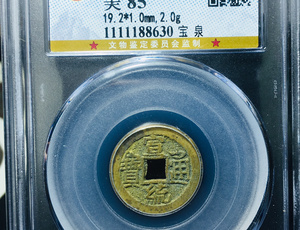 美 85
19.2*1.0mm, 2.0g
1111188630 宝 泉
文物鉴定委员会监制
宣
寶 通
統